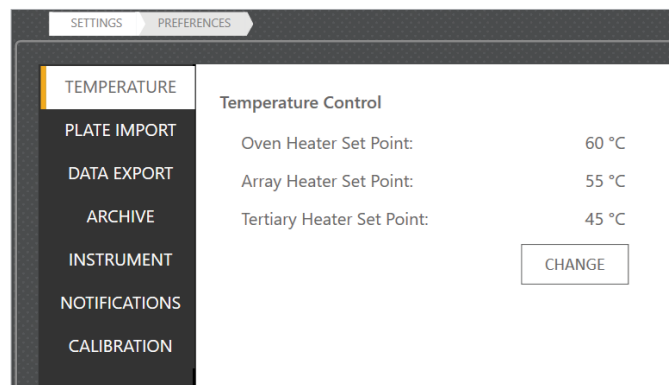 SETTINGS PREFERENCES
TEMPERATURE
PLATE IMPORT
DATA EXPORT
ARCHIVE
INSTRUMENT
NOTIFICATIONS
CALIBRATION
Temperature Control
Oven Heater Set Point: 60 °C
Array Heater Set Point: 55 °C
Tertiary Heater Set Point: 45 °C
CHANGE